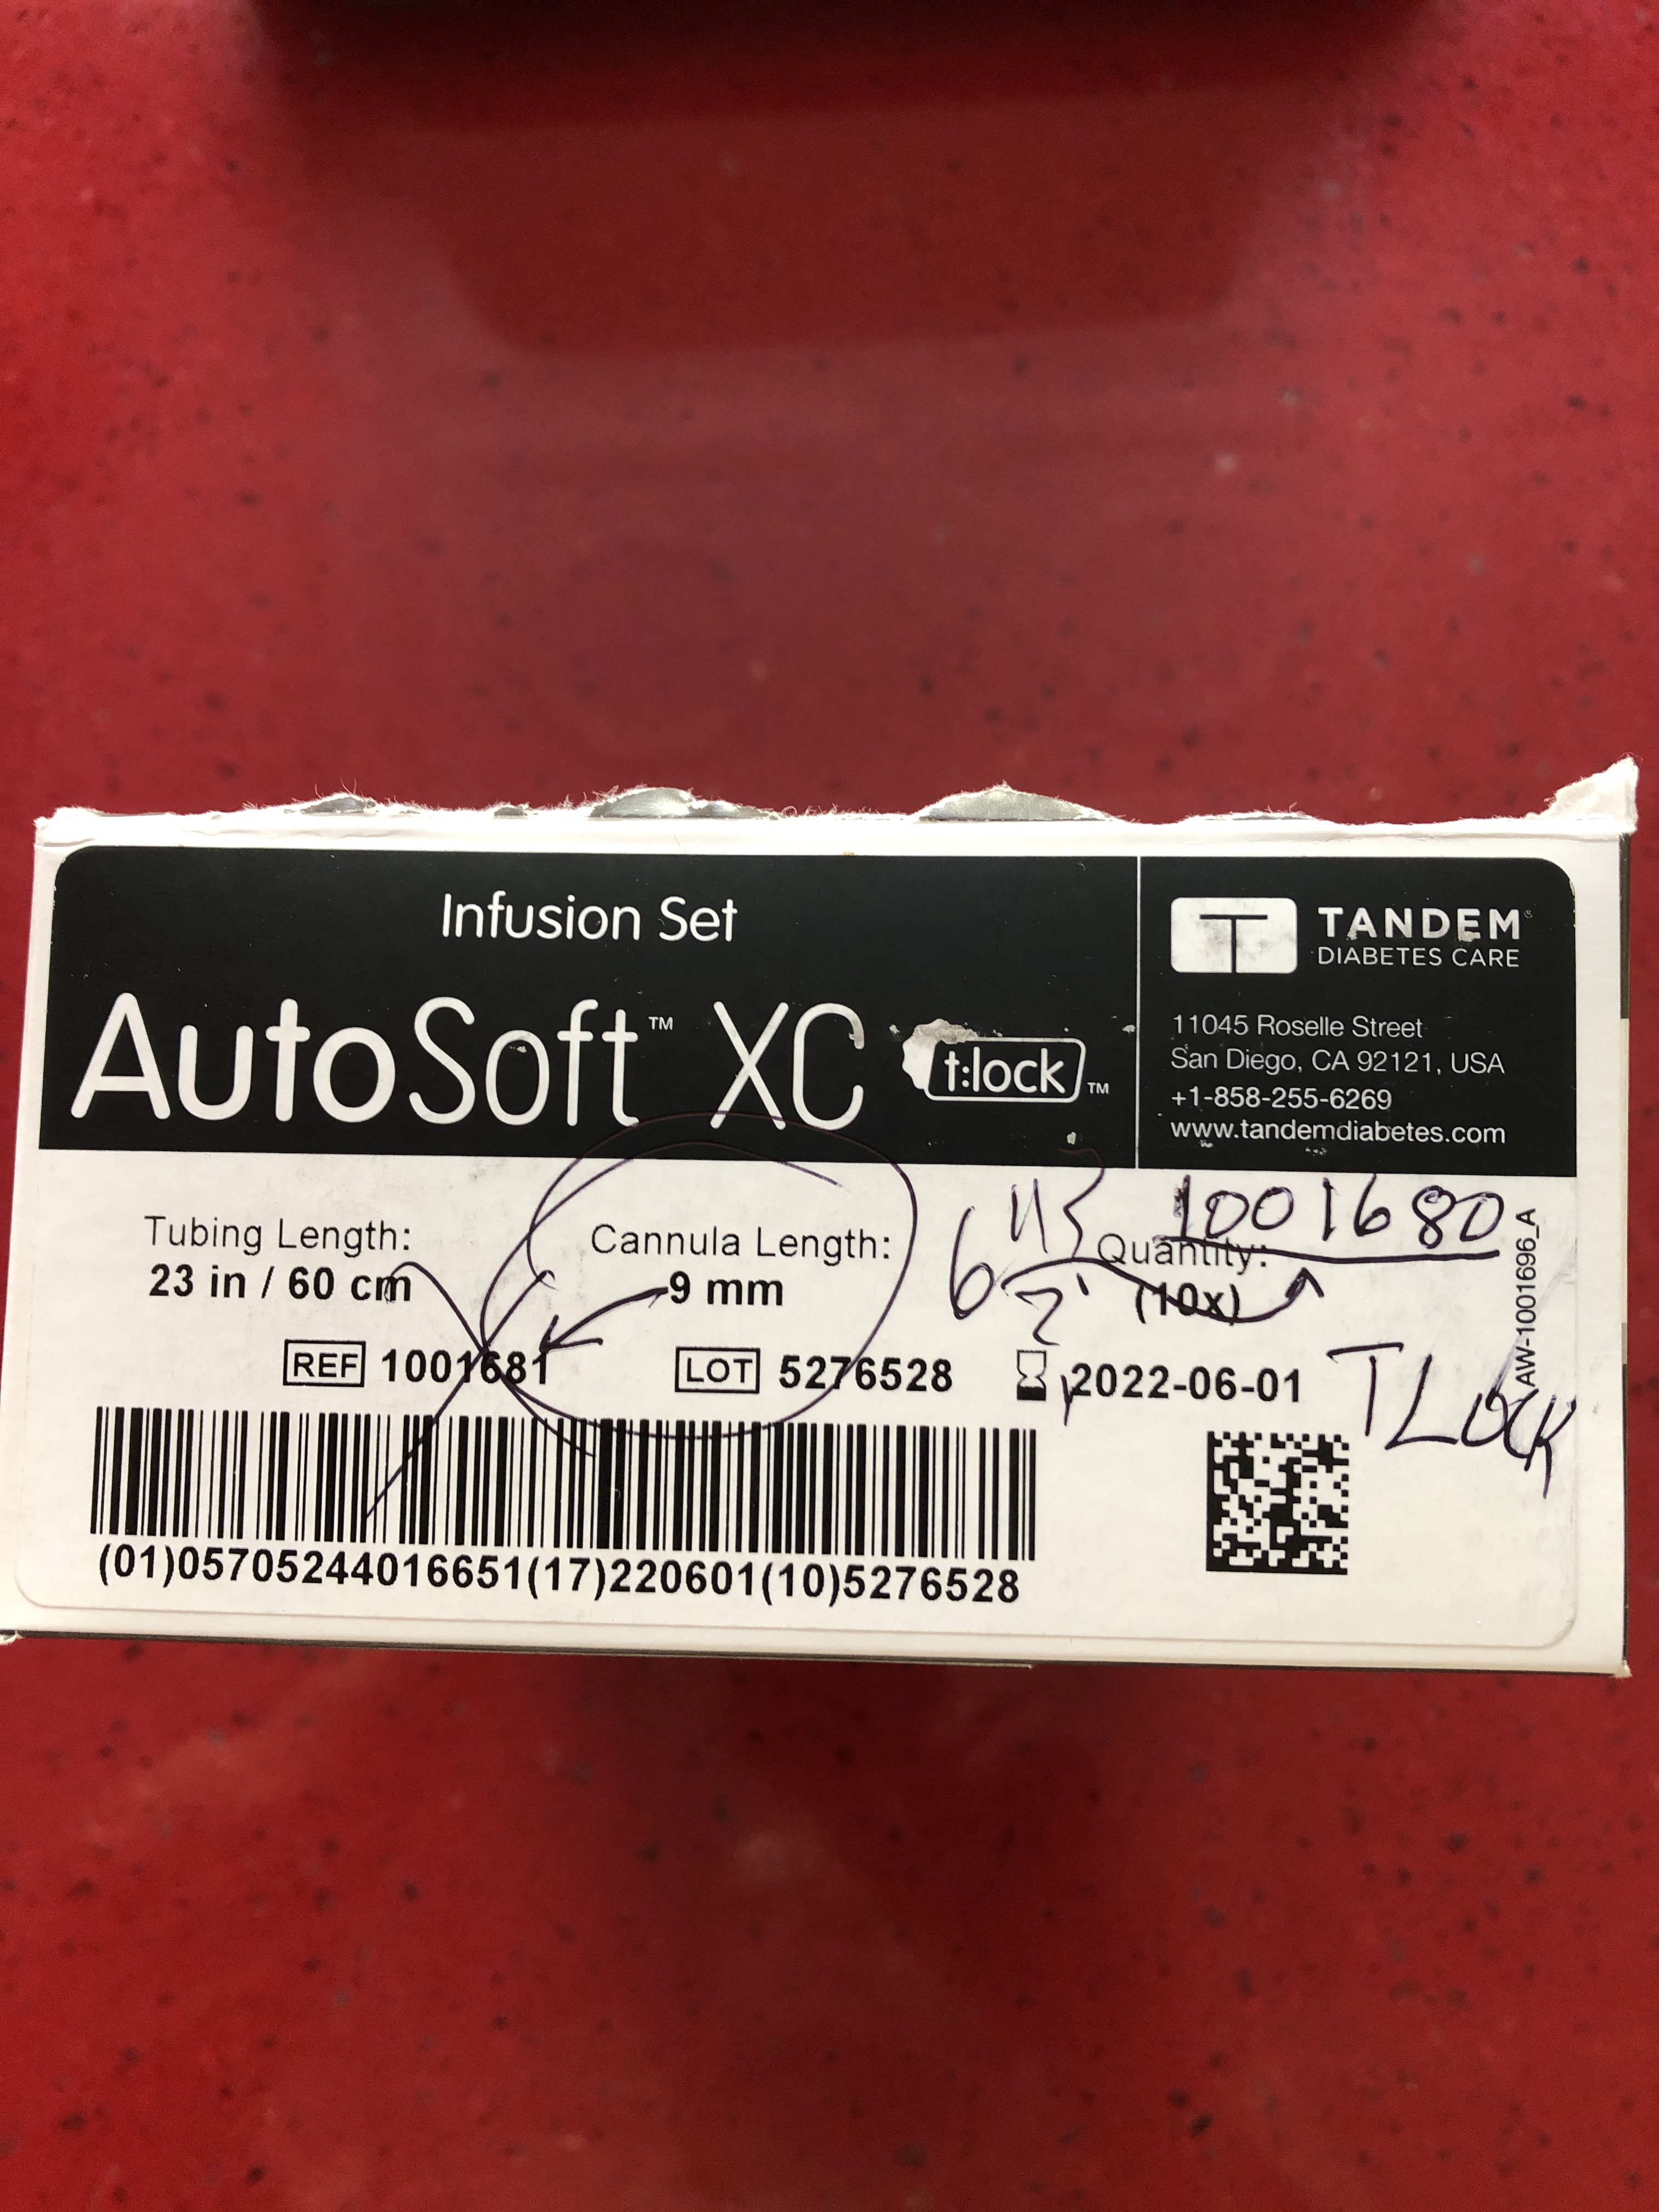 Infusion Set
AutoSoft™ XC t:lock™
TANDEM®
DIABETES CARE
11045 Roselle Street
San Diego, CA 92121, USA
+1-858-255-6269
www.tandemdiabetes.com
Tubing Length:
23 in / 60 cm
Cannula Length:
9 mm
6
1001680
Quantity:
(10x)
REF 1001681
LOT 5276528
2022-06-01
TLOCK
AW-1001696_A
(01)05705244016651(17)220601(10)5276528